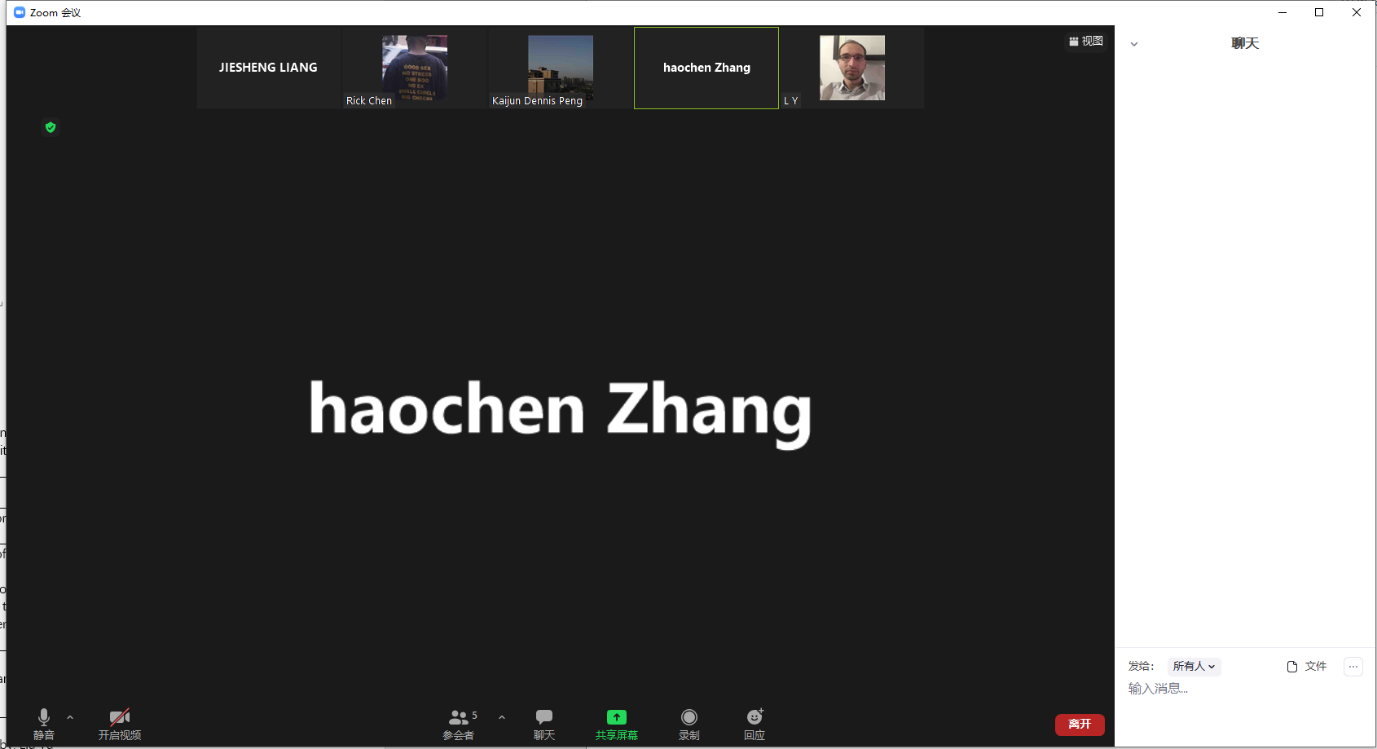 Zoom 会议
JIESHENG LIANG
Rick Chen
Kaijun Dennis Peng
haochen Zhang
L Y
视图
聊天
haochen Zhang
发给:
所有人
文件
输入消息...
静音
开启视频
5
参会者
聊天
共享屏幕
录制
回应
离开